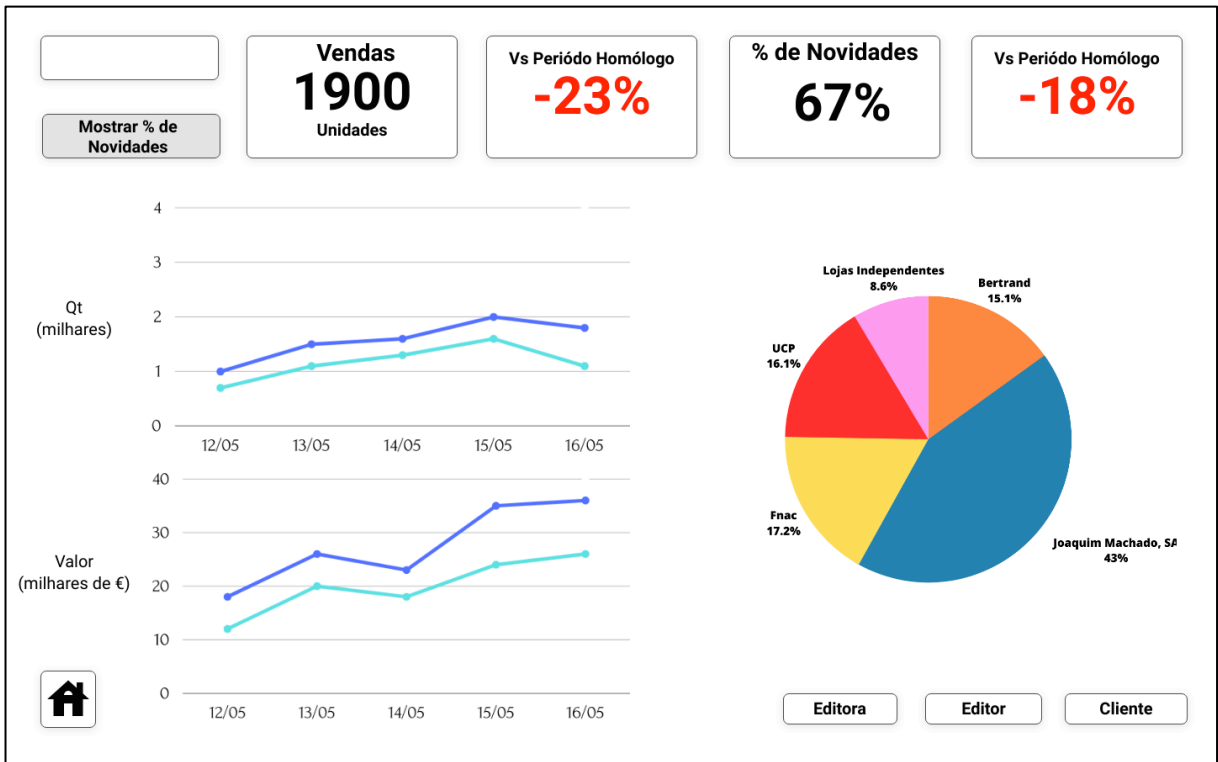 Vendas
1900
Unidades
Vs Periódo Homólogo
-23%
% de Novidades
67%
Vs Periódo Homólogo
-18%
Mostrar % de
Novidades
Qt
(milhares)
4
3
2
1
0
12/05 13/05 14/05 15/05 16/05
Valor
(milhares de €)
40
30
20
10
0
12/05 13/05 14/05 15/05 16/05
Lojas Independentes
8.6%
Bertrand
15.1%
UCP
16.1%
Fnac
17.2%
Joaquim Machado, SA
43%
Editora
Editor
Cliente